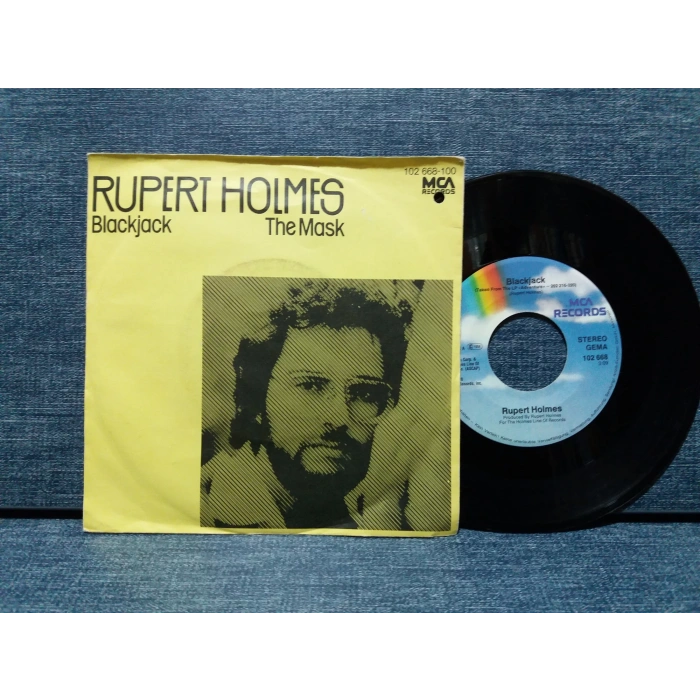 102 668-100
MCA
RECORDS
RUPERT HOLMES
Blackjack The Mask
Blackjack
MCA
RECORDS
STEREO
GEMA
102 668
Rupert Holmes
Produced By Rupert Holmes
For The Holmes Line Of Records